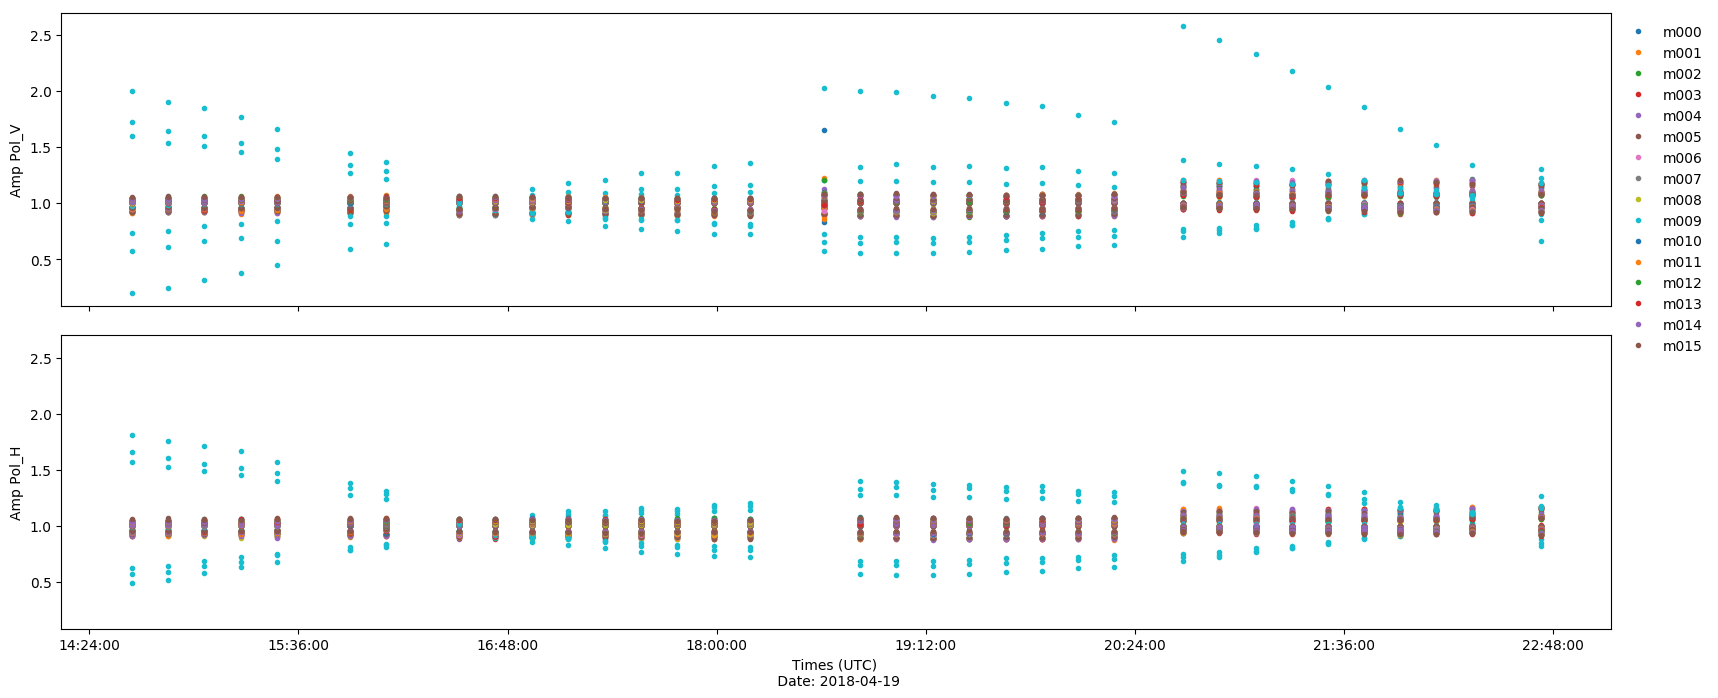 Amp Pol_V
2.5
2.0
1.5
1.0
0.5
m000
m001
m002
m003
m004
m005
m006
m007
m008
m009
m010
m011
m012
m013
m014
m015
Amp Pol_H
2.5
2.0
1.5
1.0
0.5
14:24:00 15:36:00 16:48:00 18:00:00 19:12:00 20:24:00 21:36:00 22:48:00
Times (UTC)
Date: 2018-04-19